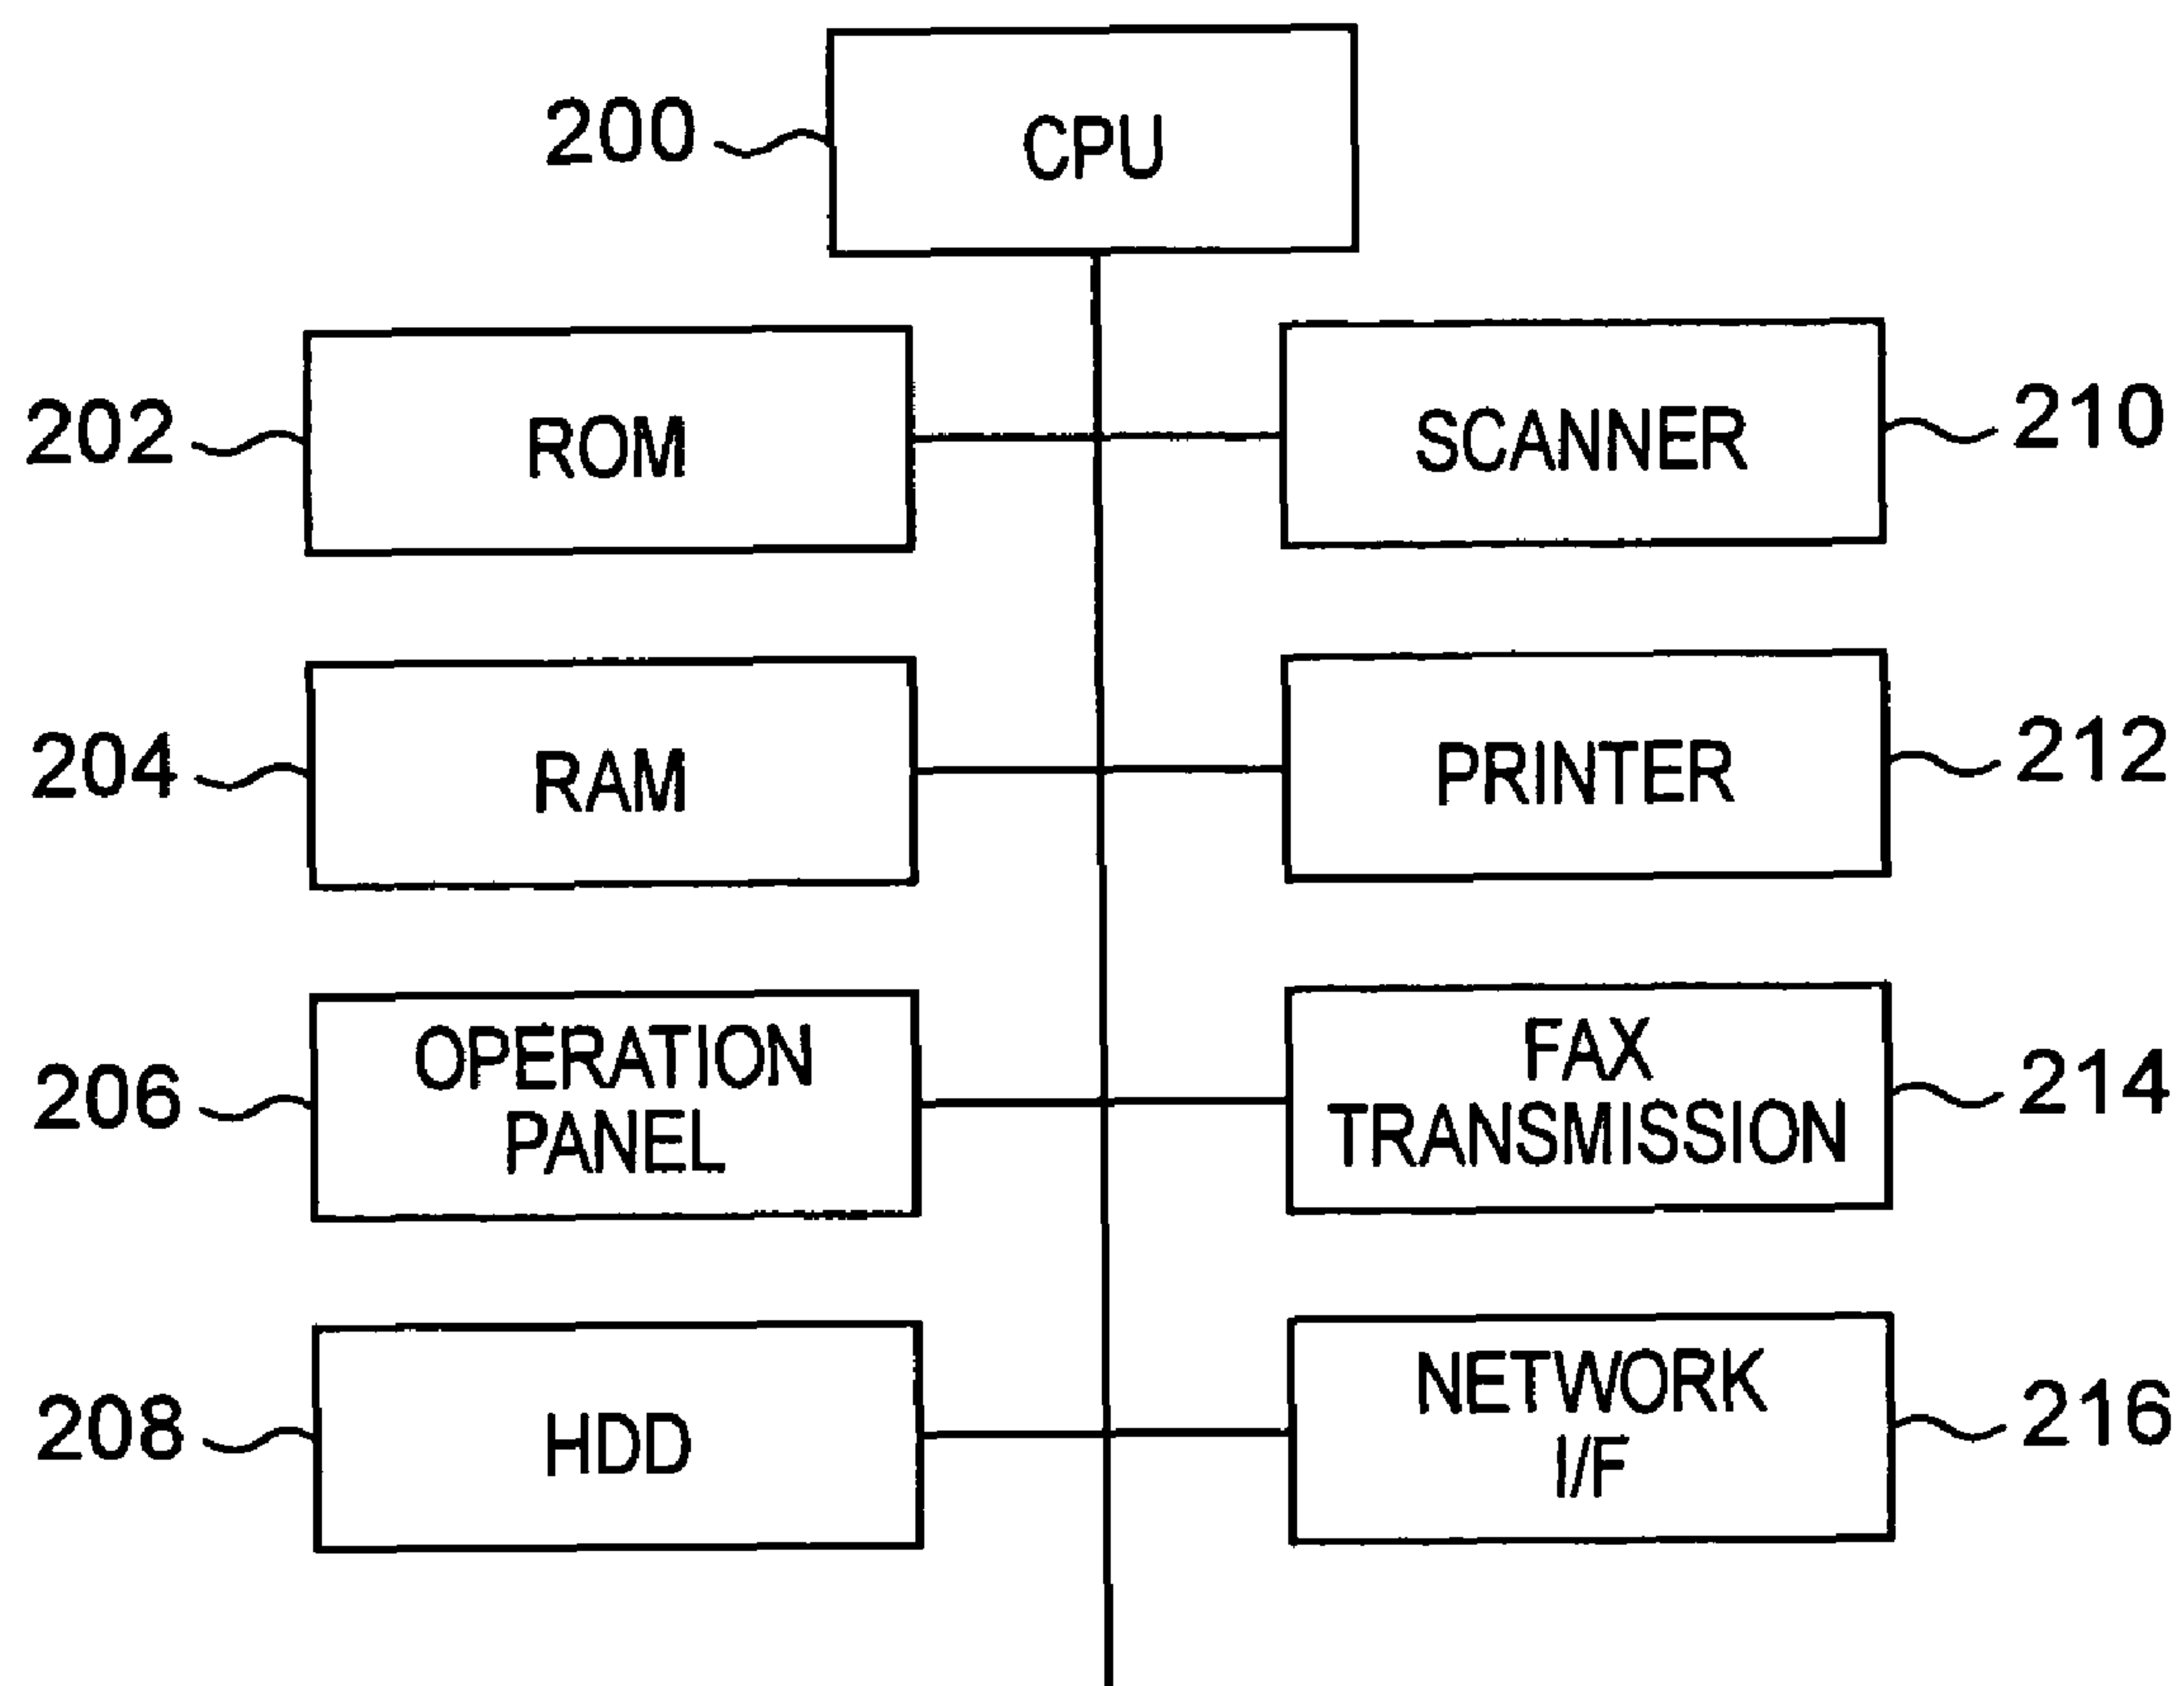 200
CPU
202
ROM
SCANNER
210
204
RAM
PRINTER
212
206
OPERATION
PANEL
FAX
TRANSMISSION
214
208
HDD
NETWORK
I/F
216